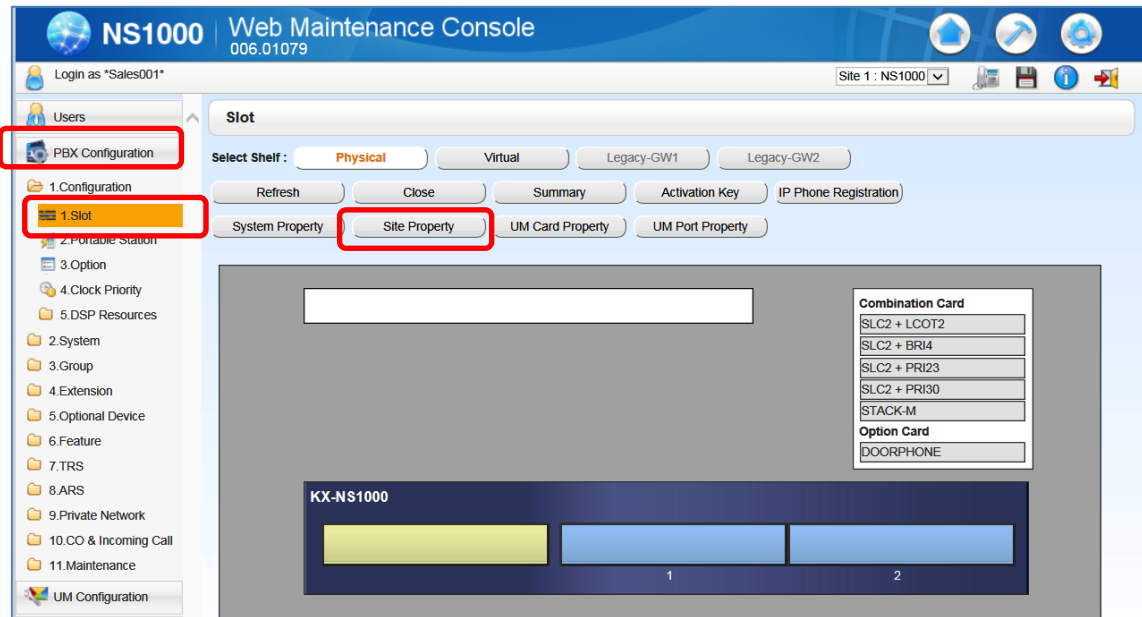 NS1000 Web Maintenance Console
006.01079
Login as "Sales001"
Site 1 : NS1000
Users
PBX Configuration
1.Configuration
1.Slot
2.Portable Station
3.Option
4.Clock Priority
5.DSP Resources
2.System
3.Group
4.Extension
5.Optional Device
6.Feature
7.TRS
8.ARS
9.Private Network
10.CO & Incoming Call
11.Maintenance
UM Configuration
Slot
Select Shelf : Physical Virtual Legacy-GW1 Legacy-GW2
Refresh Close Summary Activation Key IP Phone Registration
System Property Site Property UM Card Property UM Port Property
Combination Card
SLC2 + LCOT2
SLC2 + BRI4
SLC2 + PRI23
SLC2 + PRI30
STACK-M
Option Card
DOORPHONE
KX-NS1000
1 2